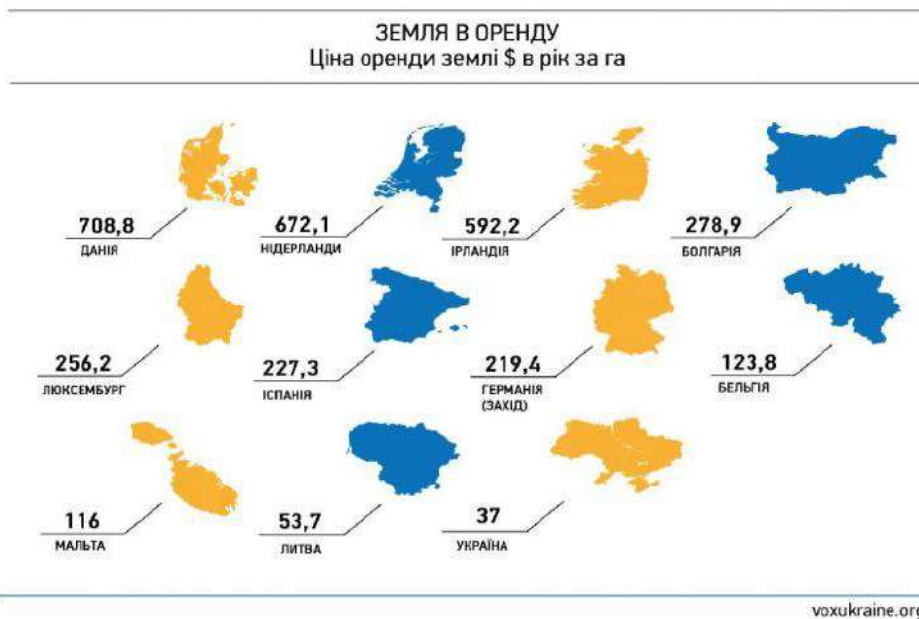 ЗЕМЛЯ В ОРЕНДУ
Ціна оренди землі $ в рік за га
708,8
ДАНІЯ
672,1
НІДЕРЛАНДИ
592,2
ІРЛАНДІЯ
278,9
БОЛГАРІЯ
256,2
ЛЮКСЕМБУРГ
227,3
ІСПАНІЯ
219,4
ГЕРМАНІЯ
(ЗАХІД)
123,8
БЕЛЬГІЯ
116
МАЛЬТА
53,7
ЛИТВА
37
УКРАЇНА
voxukraine.org